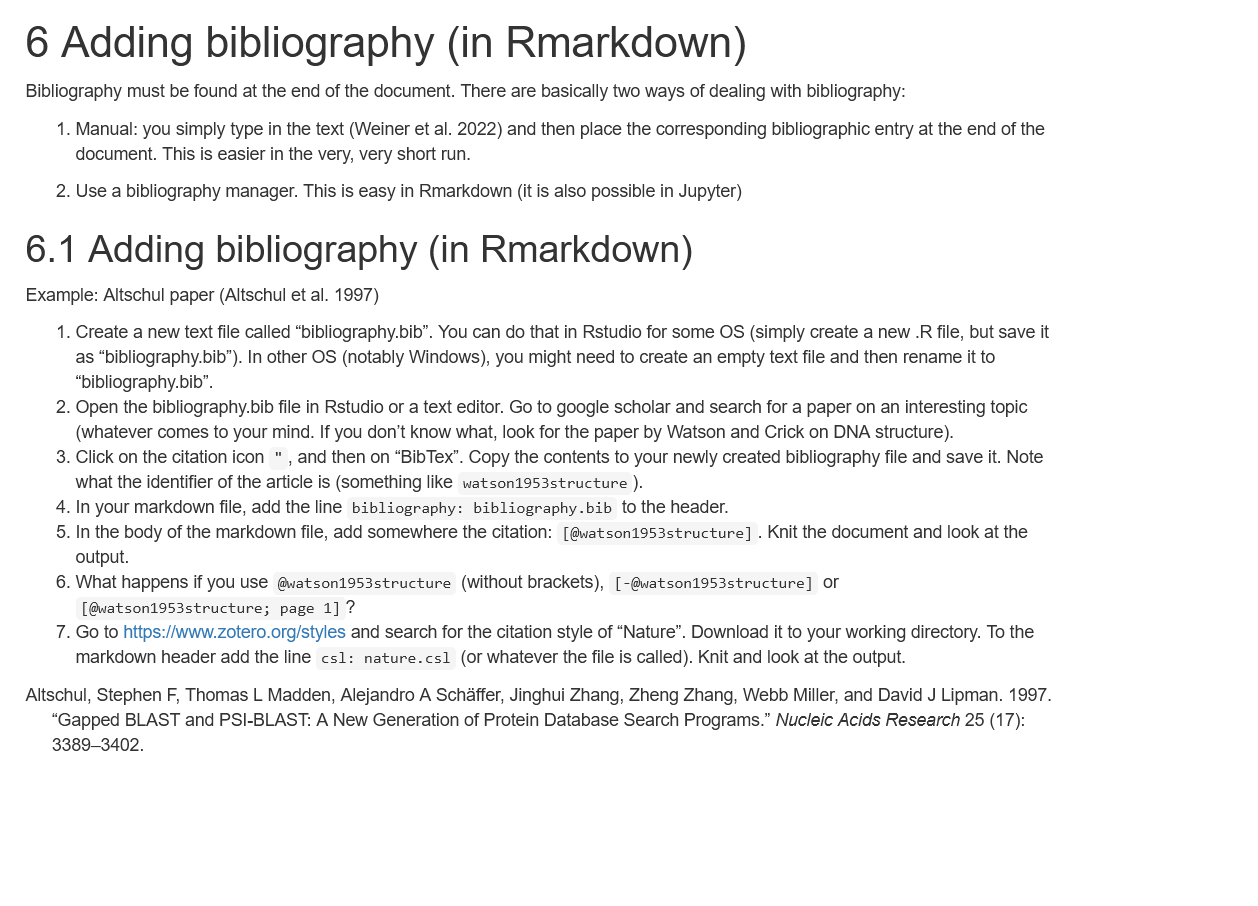 6 Adding bibliography (in Rmarkdown)
Bibliography must be found at the end of the document. There are basically two ways of dealing with bibliography:
1. Manual: you simply type in the text (Weiner et al. 2022) and then place the corresponding bibliographic entry at the end of the
document. This is easier in the very, very short run.
2. Use a bibliography manager. This is easy in Rmarkdown (it is also possible in Jupyter)
6.1 Adding bibliography (in Rmarkdown)
Example: Altschul paper (Altschul et al. 1997)
1. Create a new text file called “bibliography.bib”. You can do that in Rstudio for some OS (simply create a new .R file, but save it
as “bibliography.bib”). In other OS (notably Windows), you might need to create an empty text file and then rename it to
“bibliography.bib”.
2. Open the bibliography.bib file in Rstudio or a text editor. Go to google scholar and search for a paper on an interesting topic
(whatever comes to your mind. If you don’t know what, look for the paper by Watson and Crick on DNA structure).
3. Click on the citation icon ", and then on “BibTex”. Copy the contents to your newly created bibliography file and save it. Note
what the identifier of the article is (something like watson1953structure).
4. In your markdown file, add the line bibliography: bibliography.bib to the header.
5. In the body of the markdown file, add somewhere the citation: [@watson1953structure]. Knit the document and look at the
output.
6. What happens if you use @watson1953structure (without brackets), [-@watson1953structure] or
[@watson1953structure; page 1]?
7. Go to https://www.zotero.org/styles and search for the citation style of “Nature”. Download it to your working directory. To the
markdown header add the line csl: nature.csl (or whatever the file is called). Knit and look at the output.
Altschul, Stephen F, Thomas L Madden, Alejandro A Schäffer, Jinghui Zhang, Zheng Zhang, Webb Miller, and David J Lipman. 1997.
“Gapped BLAST and PSI-BLAST: A New Generation of Protein Database Search Programs.” Nucleic Acids Research 25 (17):
3389–3402.